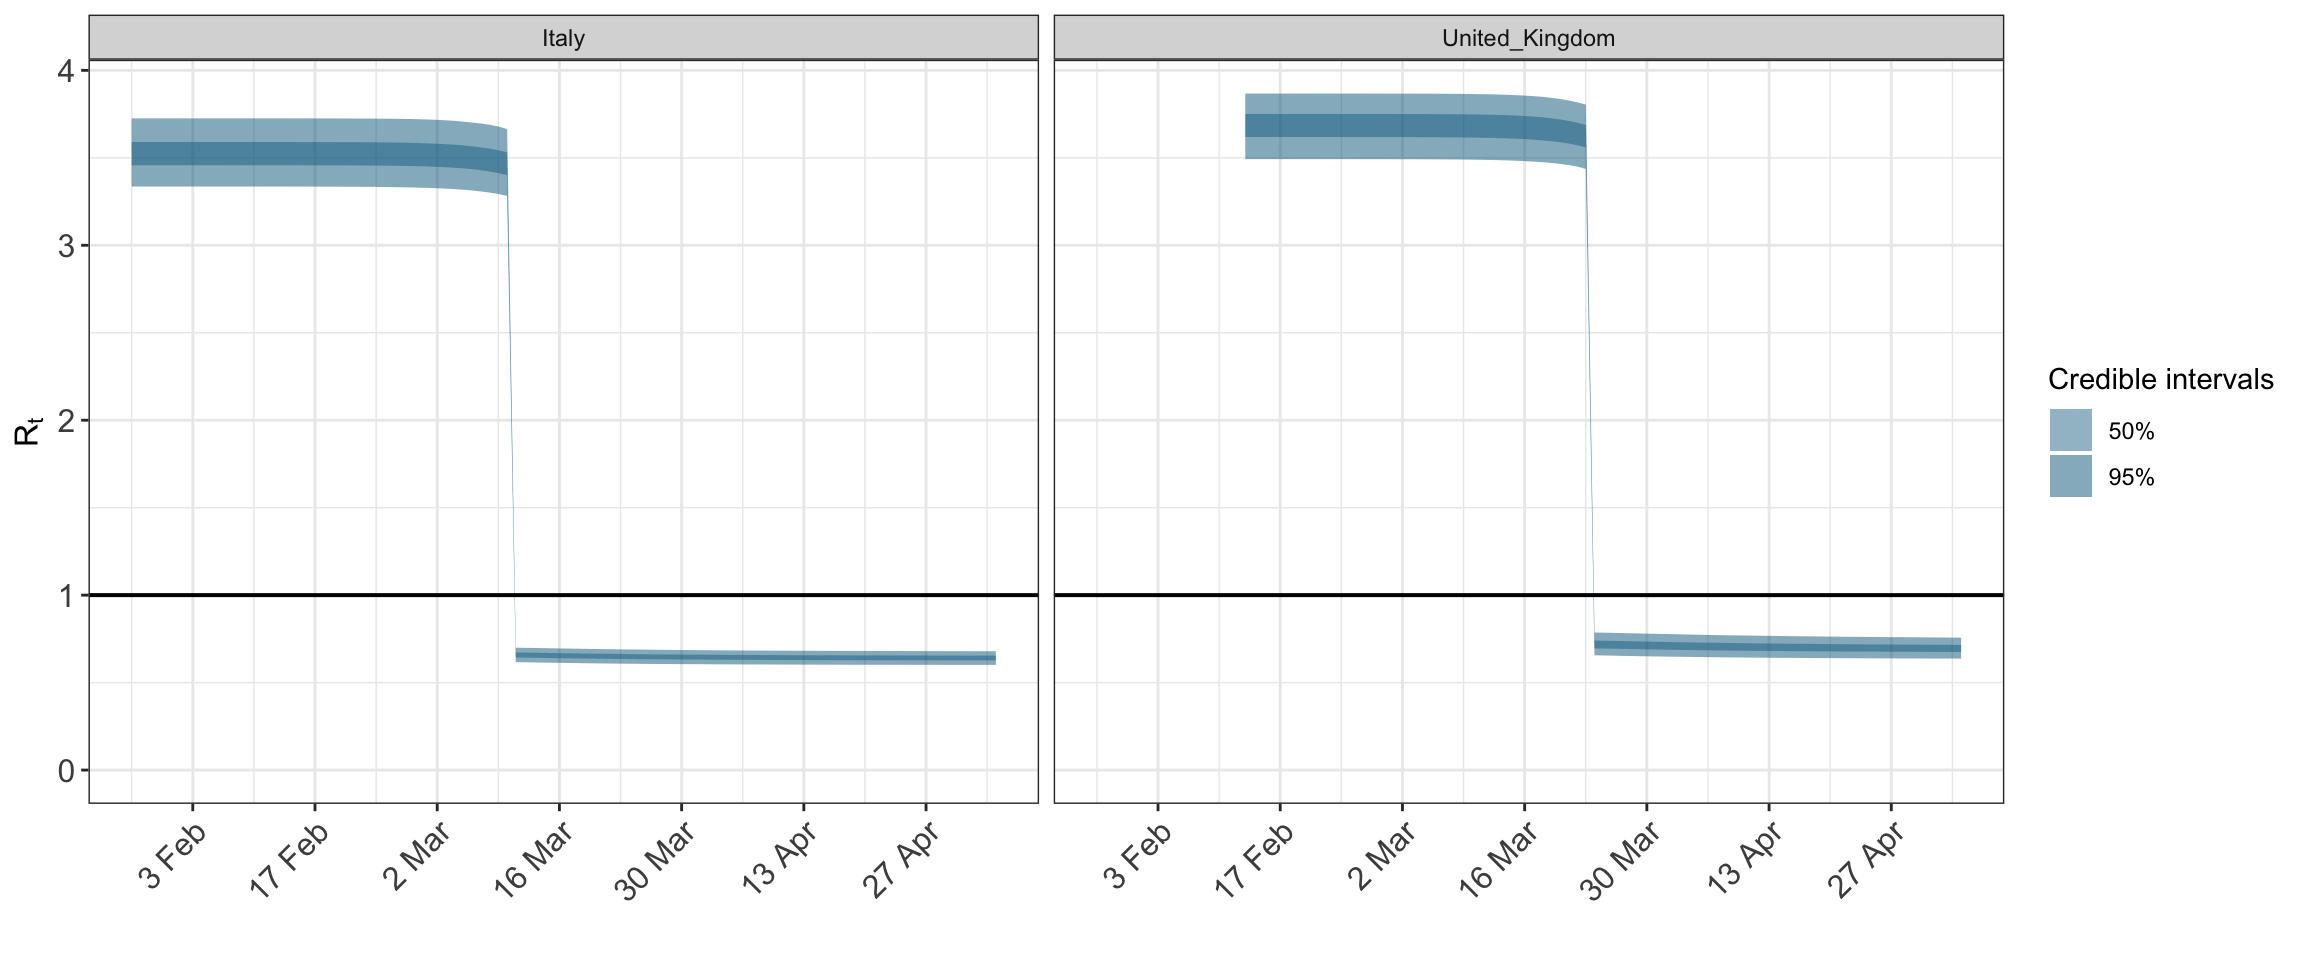 Italy
United_Kingdom
4
3
2
1
0
Rt
3 Feb
17 Feb
2 Mar
16 Mar
30 Mar
13 Apr
27 Apr
3 Feb
17 Feb
2 Mar
16 Mar
30 Mar
13 Apr
27 Apr
Credible intervals
50%
95%